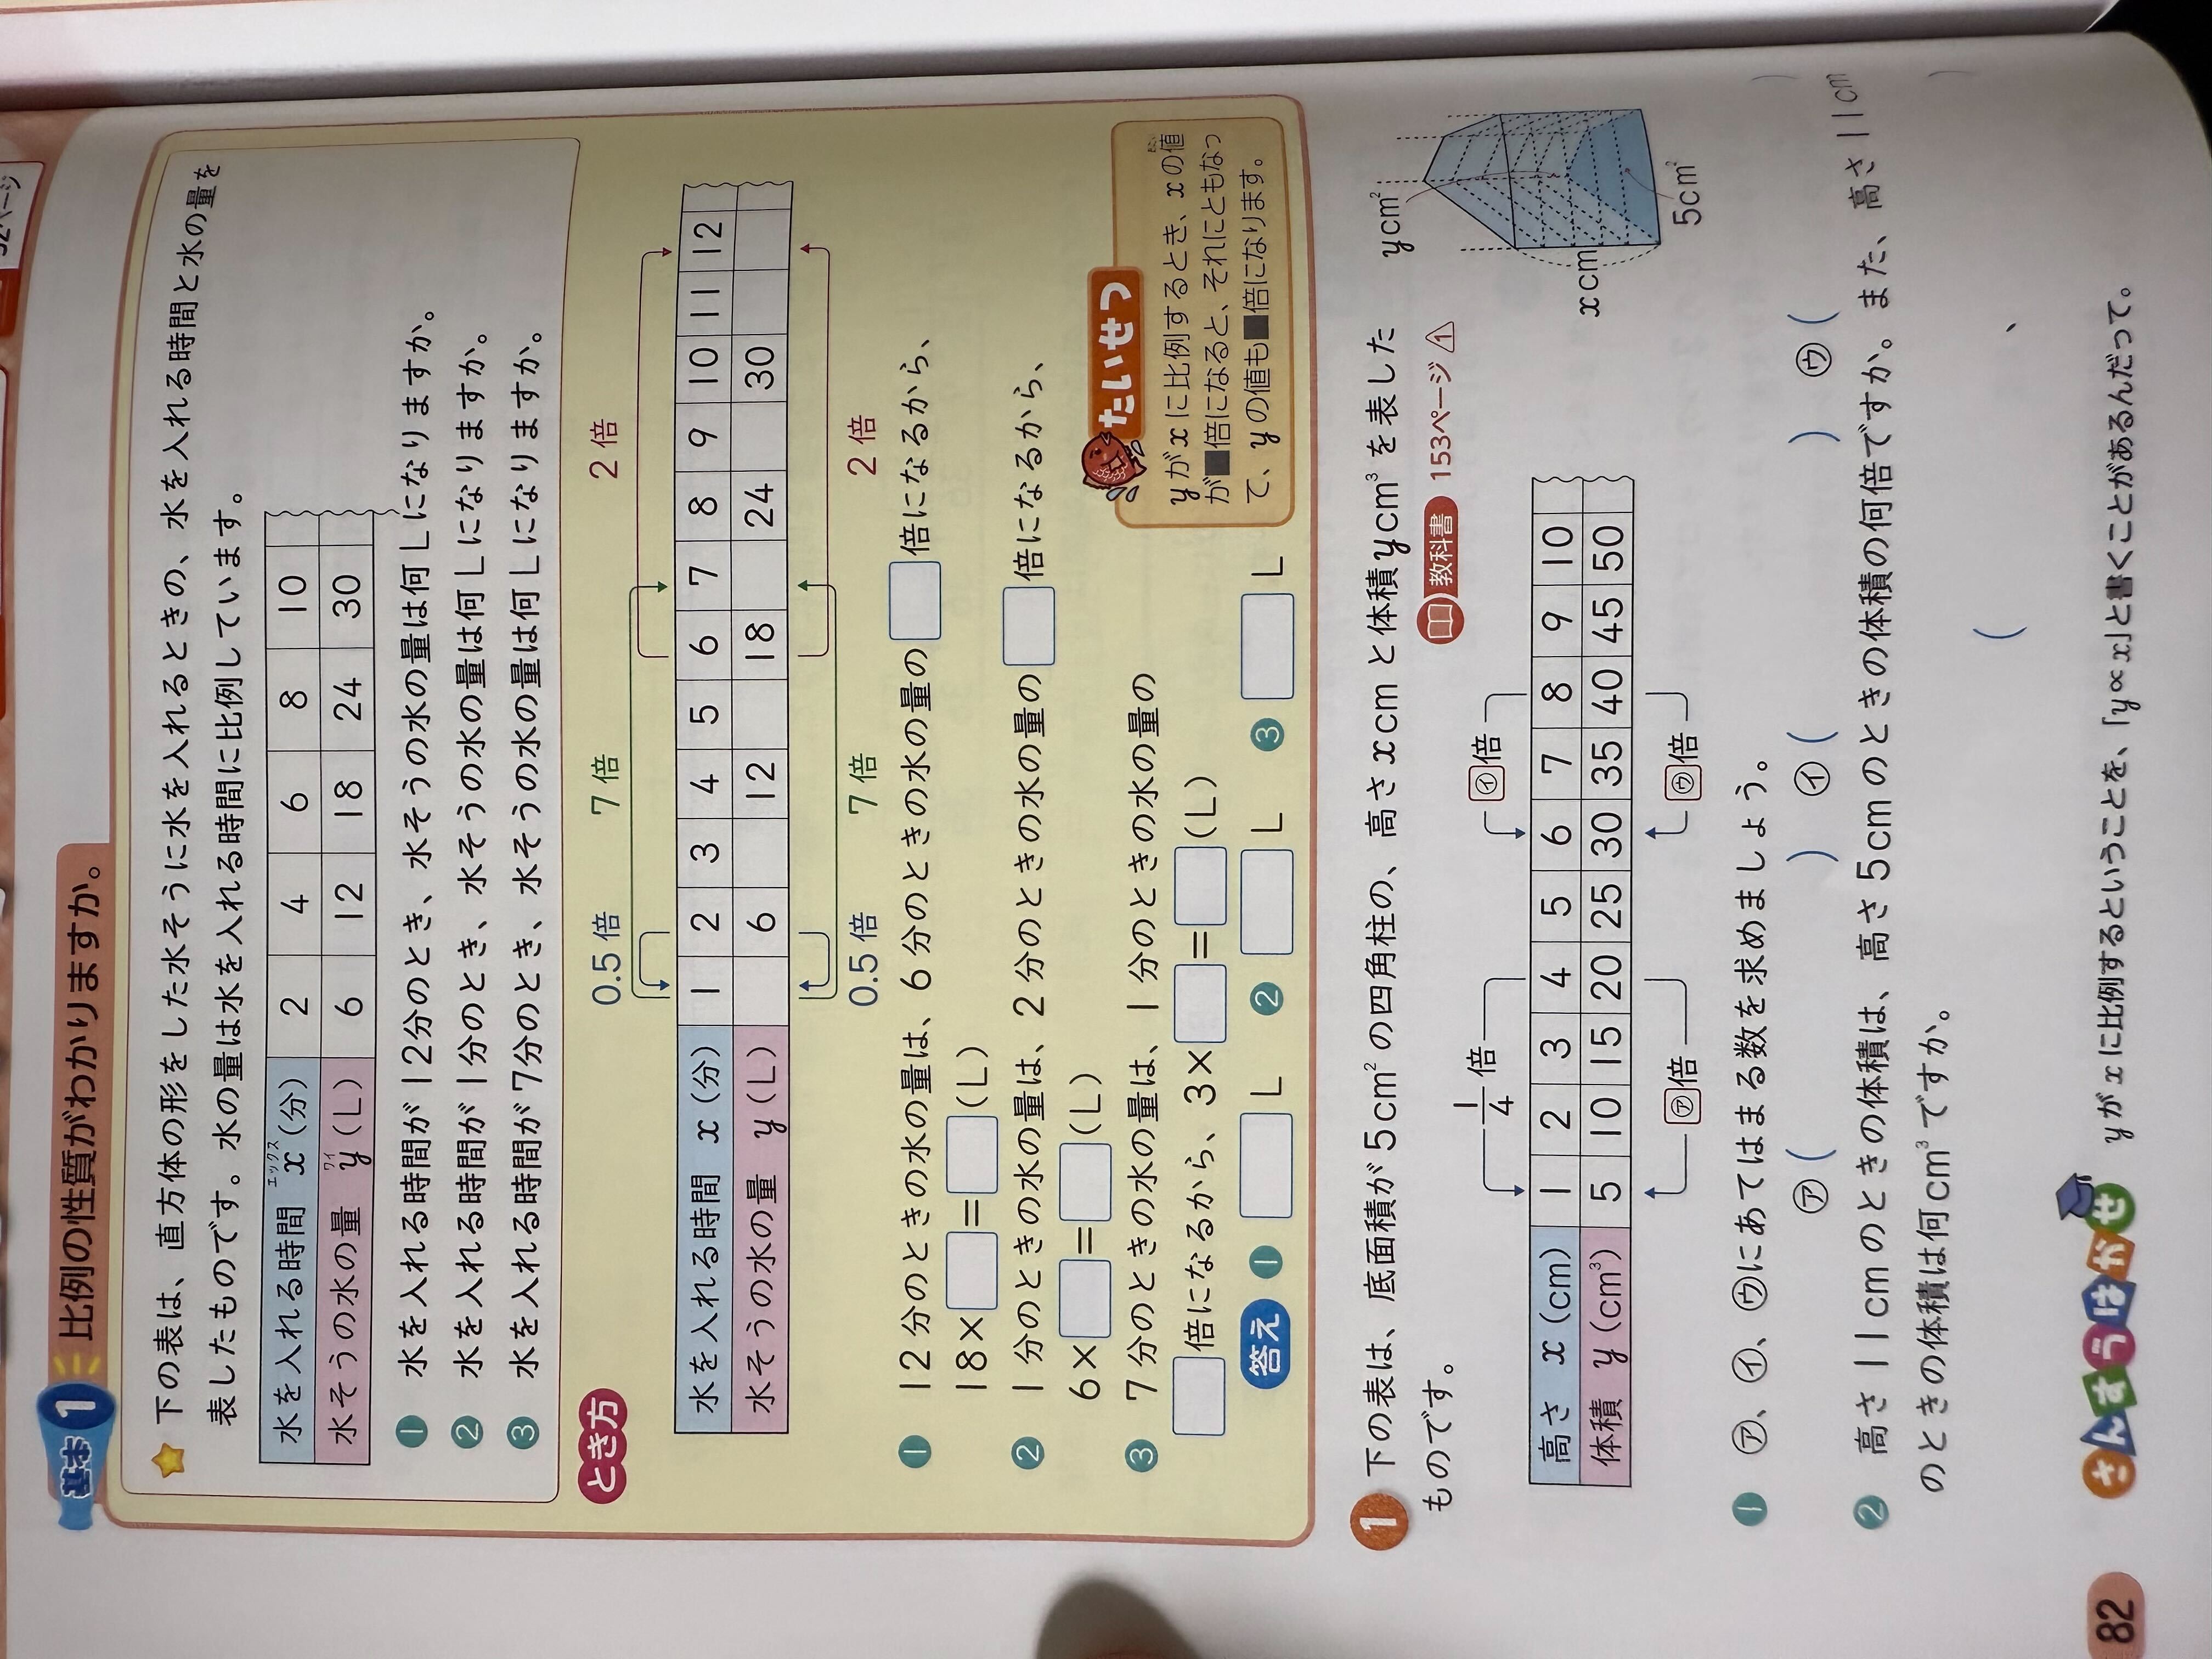 基本1 比例の性質がわかりますか。
下の表は、直方体の形をした水そうに水を入れるときの、水を入れる時間と水の量を
表したものです。水の量は水を入れる時間に比例しています。
エックス
水を入れる時間 x(分) 2 4 6 8 10
ワイ
水そうの水の量 y(L) 6 12 18 24 30
1 水を入れる時間が12分のとき、水そうの水の量は何Lになりますか。
2 水を入れる時間が1分のとき、水そうの水の量は何Lになりますか。
3 水を入れる時間が7分のとき、水そうの水の量は何Lになりますか。
とき方
0.5倍 7倍 2倍
水を入れる時間 x(分) 1 2 3 4 5 6 7 8 9 10 11 12
水そうの水の量 y(L) 6 12 18 24 30
0.5倍 7倍 2倍
1 12分のときの水の量は、6分のときの水の量の□倍になるから、
18×□=□(L)
2 1分のときの水の量は、2分のときの水の量の□倍になるから、
6×□=□(L)
3 7分のときの水の量は、1分のときの水の量の
□倍になるから、3×□=□(L)
答え 1 □L 2 □L 3 □L
たいせつ
yがxに比例するとき、xの値
が■倍になると、それにともなっ
て、yの値も■倍になります。
1 下の表は、底面積が5cm²の四角柱の、高さxcmと体積ycm³を表した
ものです。
教科書 153ページ 1
ycm²
xcm
5cm²
1/4倍 ㋑倍
高さ x(cm) 1 2 3 4 5 6 7 8 9 10
体積 y(cm³) 5 10 15 20 25 30 35 40 45 50
㋐倍 ㋒倍
1 ㋐、㋑、㋒にあてはまる数を求めましょう。
㋐( ) ㋑( ) ㋒( )
2 高さ11cmのときの体積は、高さ5cmのときの体積の何倍ですか。また、高さ11cm
のときの体積は何cm³ですか。
( 、 )
さんすうはかせ yがxに比例するということを、「y∝x」と書くことがあるんだって。
82